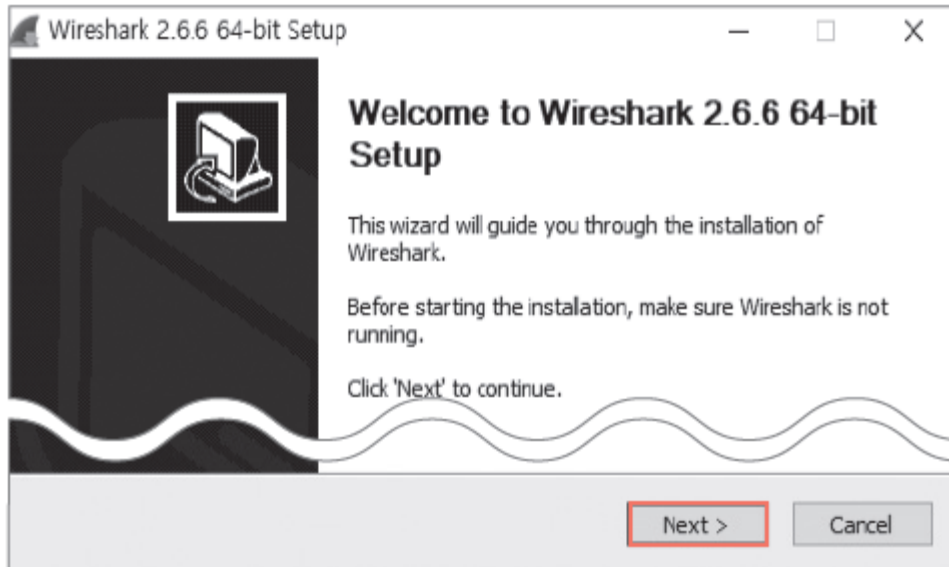 Wireshark 2.6.6 64-bit Setup
Welcome to Wireshark 2.6.6 64-bit
Setup
This wizard will guide you through the installation of
Wireshark.
Before starting the installation, make sure Wireshark is not
running.
Click 'Next' to continue.
Next >
Cancel